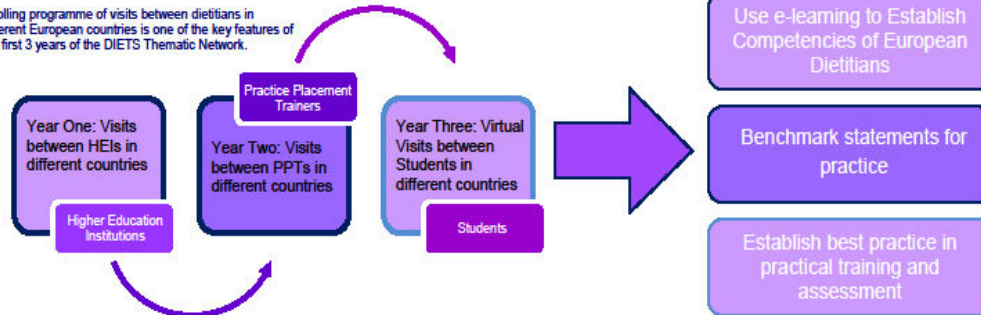 olling programme of visits between dietitians in
erent European countries is one of the key features of
first 3 years of the DIETS Thematic Network.
Year One: Visits
between HEIs in
different countries
Higher Education
Institutions
Practice Placement
Trainers
Year Two: Visits
between PPTs in
different countries
Year Three: Virtual
Visits between
Students in
different countries
Students
Use e-learning to Establish
Competencies of European
Dietitians
Benchmark statements for
practice
Establish best practice in
practical training and
assessment